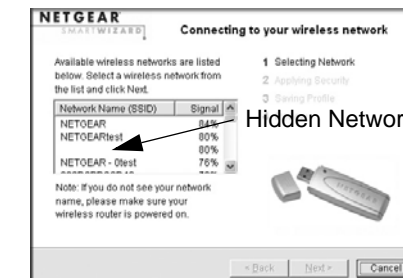 NETGEAR
SMARTWIZARD
Connecting to your wireless network
Available wireless networks are listed
below. Select a wireless network from
the list and click Next.
1 Selecting Network
2 Applying Security
3 Saving Profile
Network Name (SSID) Signal
NETGEAR 84%
NETGEARtest 80%
80%
NETGEAR - 0test 76%
Hidden Networ
Note: If you do not see your network
name, please make sure your
wireless router is powered on.
NETGEAR
< Back Next > Cancel